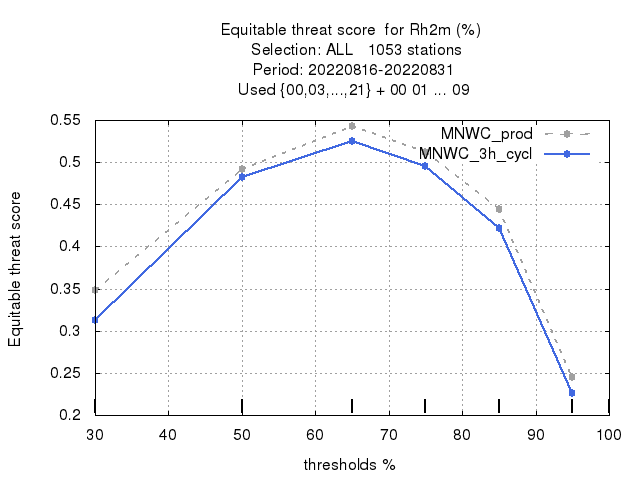 Equitable threat score  for Rh2m (%)
Selection: ALL   1053 stations
Period: 20220816-20220831
Used {00,03,...,21} + 00 01 ... 09
MNWC_prod
MNWC_3h_cycl
Equitable threat score
0.55
0.5
0.45
0.4
0.35
0.3
0.25
0.2
30 40 50 60 70 80 90 100
thresholds %